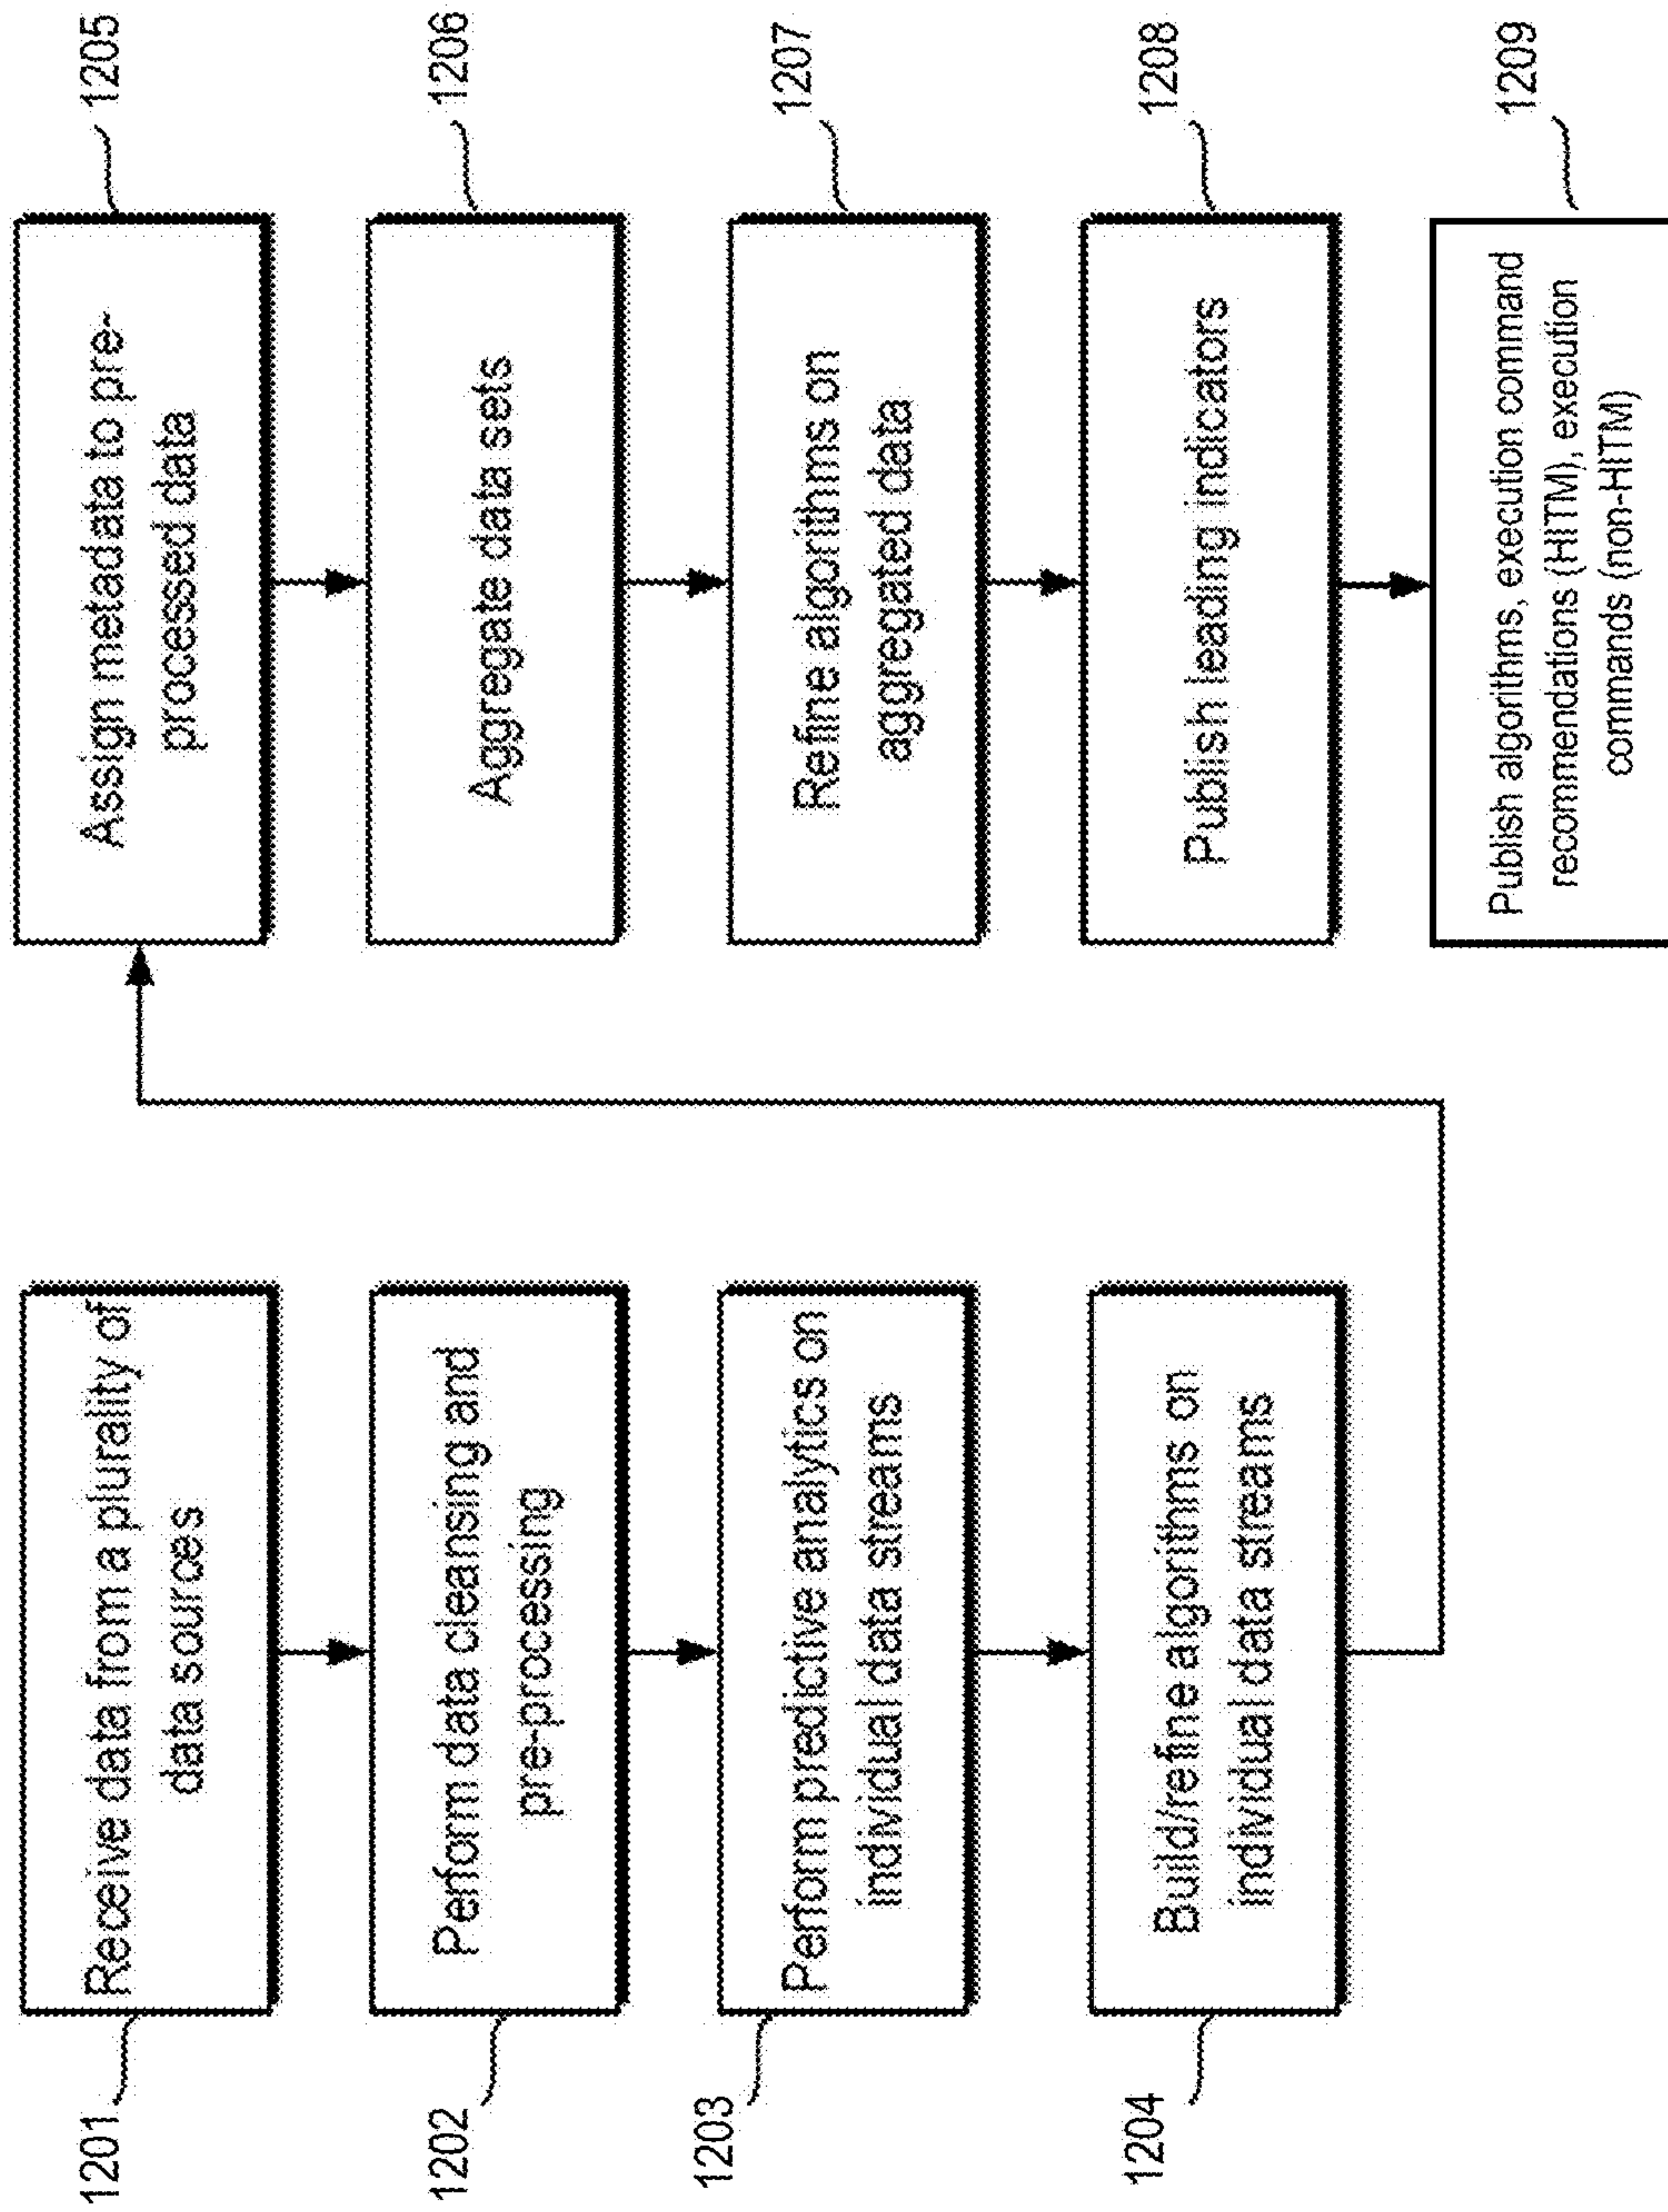 1201
Receive data from a plurality of
data sources
1202
Perform data cleansing and
pre-processing
1203
Perform predictive analytics on
individual data streams
1204
Build/refine algorithms on
individual data streams
1205
Assign metadata to pre-
processed data
1206
Aggregate data sets
1207
Refine algorithms on
aggregated data
1208
Publish leading indicators
1209
Publish algorithms, execution command
recommendations (HITM), execution
commands (non-HITM)